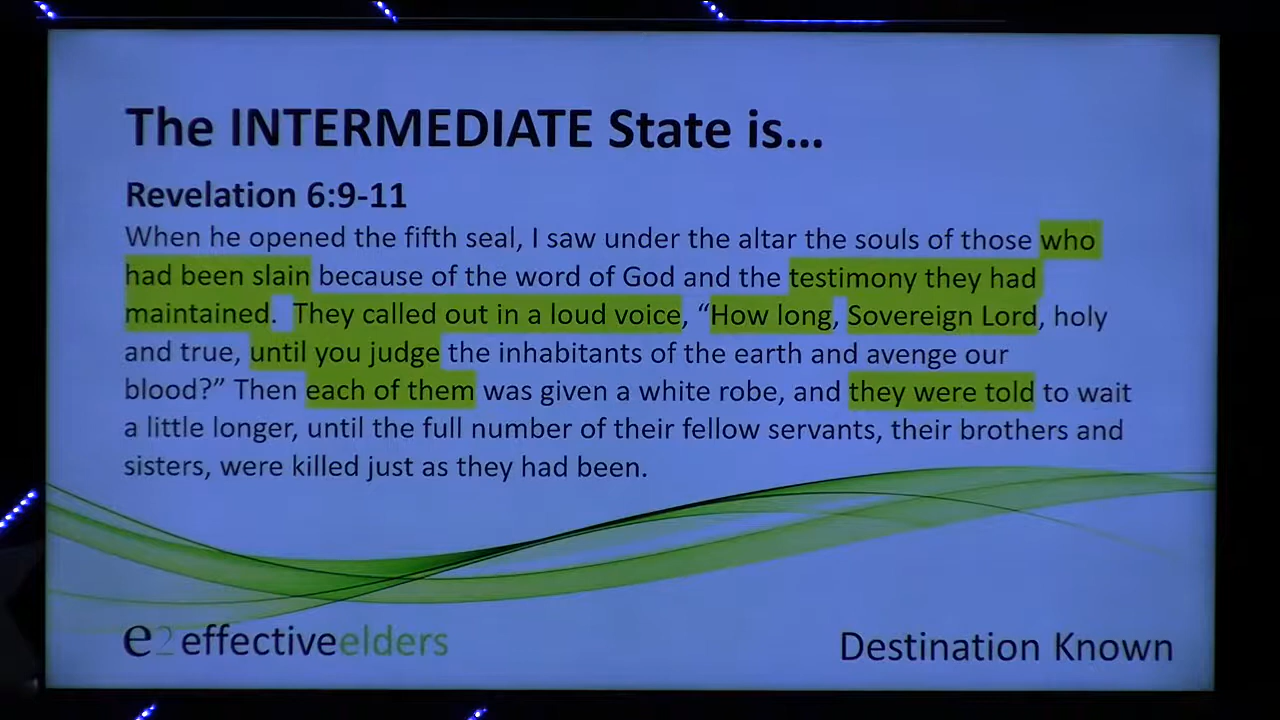 The INTERMEDIATE State is...
Revelation 6:9-11
When he opened the fifth seal, I saw under the altar the souls of those who
had been slain because of the word of God and the testimony they had
maintained. They called out in a loud voice, “How long, Sovereign Lord, holy
and true, until you judge the inhabitants of the earth and avenge our
blood?” Then each of them was given a white robe, and they were told to wait
a little longer, until the full number of their fellow servants, their brothers and
sisters, were killed just as they had been.
e2 effectiveelders
Destination Known